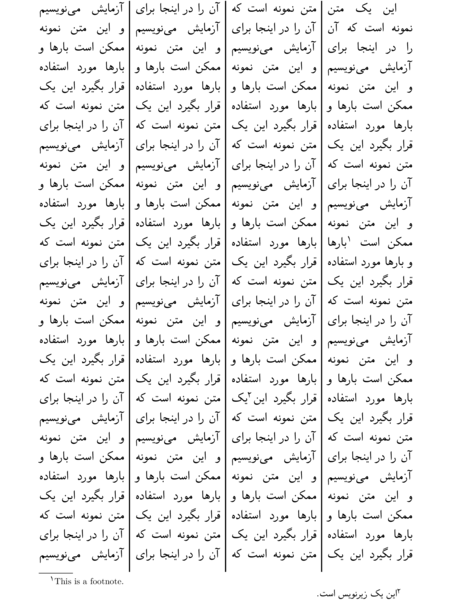 این یک متن
نمونه است که آن
را در اینجا برای
آزمایش می‌نویسیم
و این متن نمونه
ممکن است بارها و
بارها مورد استفاده
قرار بگیرد این یک
متن نمونه است که
آن را در اینجا برای
آزمایش می‌نویسیم
و این متن نمونه
ممکن است ۱بارها
و بارها مورد استفاده
قرار بگیرد این یک
متن نمونه است که
آن را در اینجا برای
آزمایش می‌نویسیم
و این متن نمونه
ممکن است بارها و
بارها مورد استفاده
قرار بگیرد این یک
متن نمونه است که
آن را در اینجا برای
آزمایش می‌نویسیم
و این متن نمونه
ممکن است بارها و
بارها مورد استفاده
قرار بگیرد این یک
متن نمونه است که
آن را در اینجا برای
آزمایش می‌نویسیم
و این متن نمونه
ممکن است بارها و
بارها مورد استفاده
قرار بگیرد این یک
متن نمونه است که
آن را در اینجا برای
آزمایش می‌نویسیم
و این متن نمونه
ممکن است بارها و
بارها مورد استفاده
قرار بگیرد این یک
متن نمونه است که
آن را در اینجا برای
آزمایش می‌نویسیم
و این متن نمونه
ممکن است بارها و
بارها مورد استفاده
قرار بگیرد این ۲یک
متن نمونه است که
آن را در اینجا برای
آزمایش می‌نویسیم
و این متن نمونه
ممکن است بارها و
بارها مورد استفاده
قرار بگیرد این یک
متن نمونه است که
آن را در اینجا برای
آزمایش می‌نویسیم
و این متن نمونه
ممکن است بارها و
بارها مورد استفاده
قرار بگیرد این یک
متن نمونه است که
آن را در اینجا برای
آزمایش می‌نویسیم
و این متن نمونه
ممکن است بارها و
بارها مورد استفاده
قرار بگیرد این یک
متن نمونه است که
آن را در اینجا برای
آزمایش می‌نویسیم
و این متن نمونه
ممکن است بارها و
بارها مورد استفاده
قرار بگیرد این یک
متن نمونه است که
آن را در اینجا برای
آزمایش می‌نویسیم
و این متن نمونه
ممکن است بارها و
بارها مورد استفاده
قرار بگیرد این یک
متن نمونه است که
آن را در اینجا برای
آزمایش می‌نویسیم
و این متن نمونه
ممکن است بارها و
بارها مورد استفاده
قرار بگیرد این یک
متن نمونه است که
آن را در اینجا برای
آزمایش می‌نویسیم
و این متن نمونه
ممکن است بارها و
بارها مورد استفاده
قرار بگیرد این یک
متن نمونه است که
آن را در اینجا برای
آزمایش می‌نویسیم
و این متن نمونه
ممکن است بارها و
بارها مورد استفاده
قرار بگیرد این یک
متن نمونه است که
آن را در اینجا برای
آزمایش می‌نویسیم
و این متن نمونه
ممکن است بارها و
بارها مورد استفاده
قرار بگیرد این یک
متن نمونه است که
آن را در اینجا برای
آزمایش می‌نویسیم
۱This is a footnote.
۲این یک زیرنویس است.